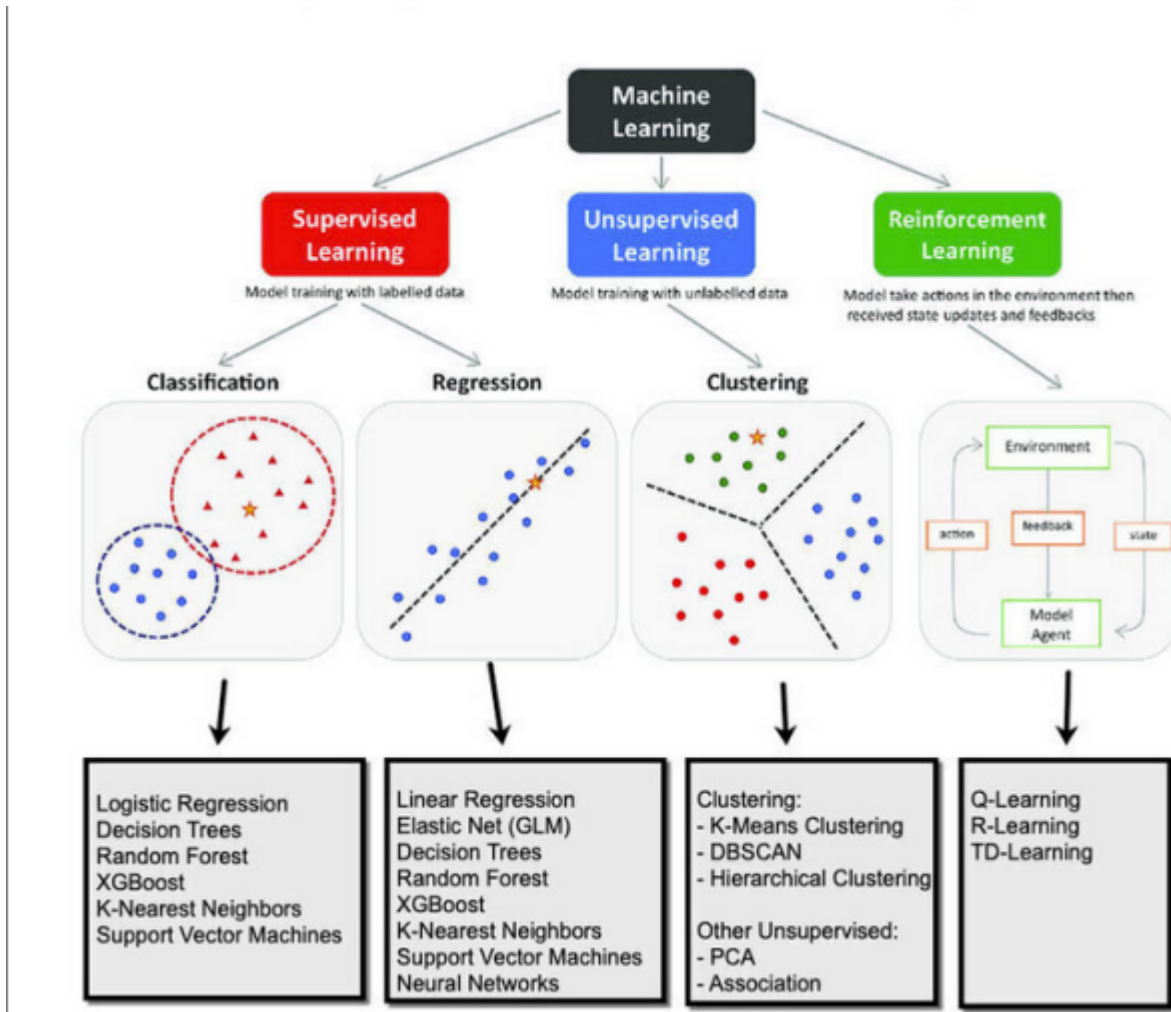 Machine
Learning
Supervised
Learning
Unsupervised
Learning
Reinforcement
Learning
Model training with labelled data
Model training with unlabelled data
Model take actions in the environment then
received state updates and feedbacks
Classification
Regression
Clustering
Environment
action
feedback
state
Model
Agent
Logistic Regression
Decision Trees
Random Forest
XGBoost
K-Nearest Neighbors
Support Vector Machines
Linear Regression
Elastic Net (GLM)
Decision Trees
Random Forest
XGBoost
K-Nearest Neighbors
Support Vector Machines
Neural Networks
Clustering:
- K-Means Clustering
- DBSCAN
- Hierarchical Clustering
Other Unsupervised:
- PCA
- Association
Q-Learning
R-Learning
TD-Learning